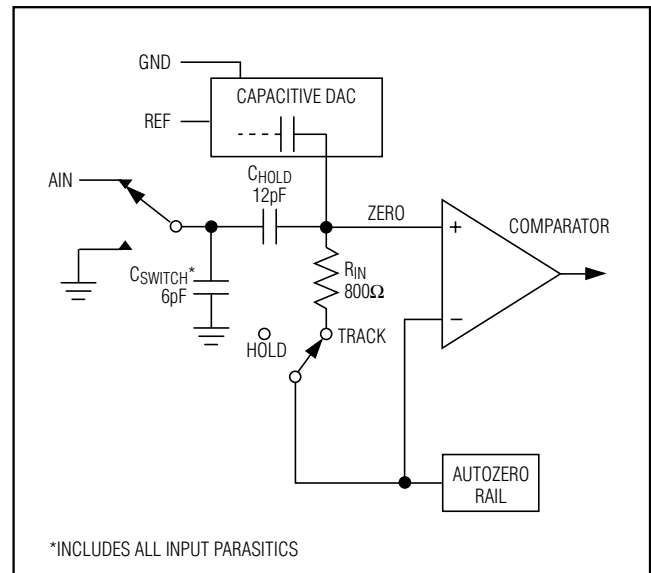 GND
CAPACITIVE DAC
REF
AIN
CHOLD
12pF
ZERO
COMPARATOR
+
CSWITCH*
6pF
RIN
800Ω
−
HOLD
TRACK
AUTOZERO
RAIL
*INCLUDES ALL INPUT PARASITICS